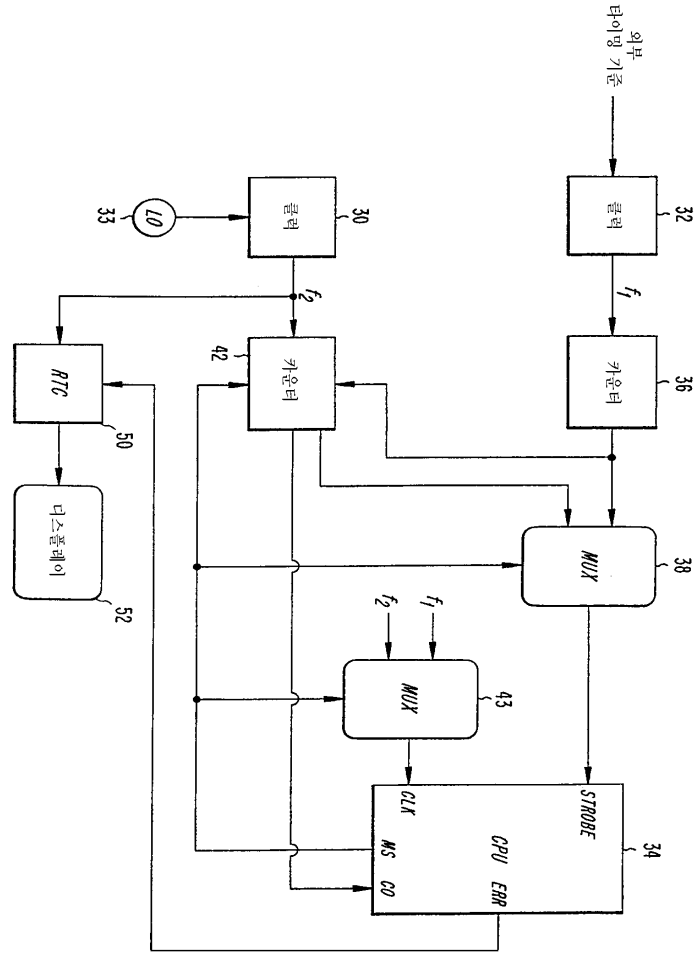 외부
타이밍 기준
32
클럭
f1
36
카운터
38
MUX
STROBE
34
CPU
CLK
MS
CO
ERR
f1
f2
43
MUX
33
LO
30
클럭
f2
42
카운터
RTC
50
디스플레이
52